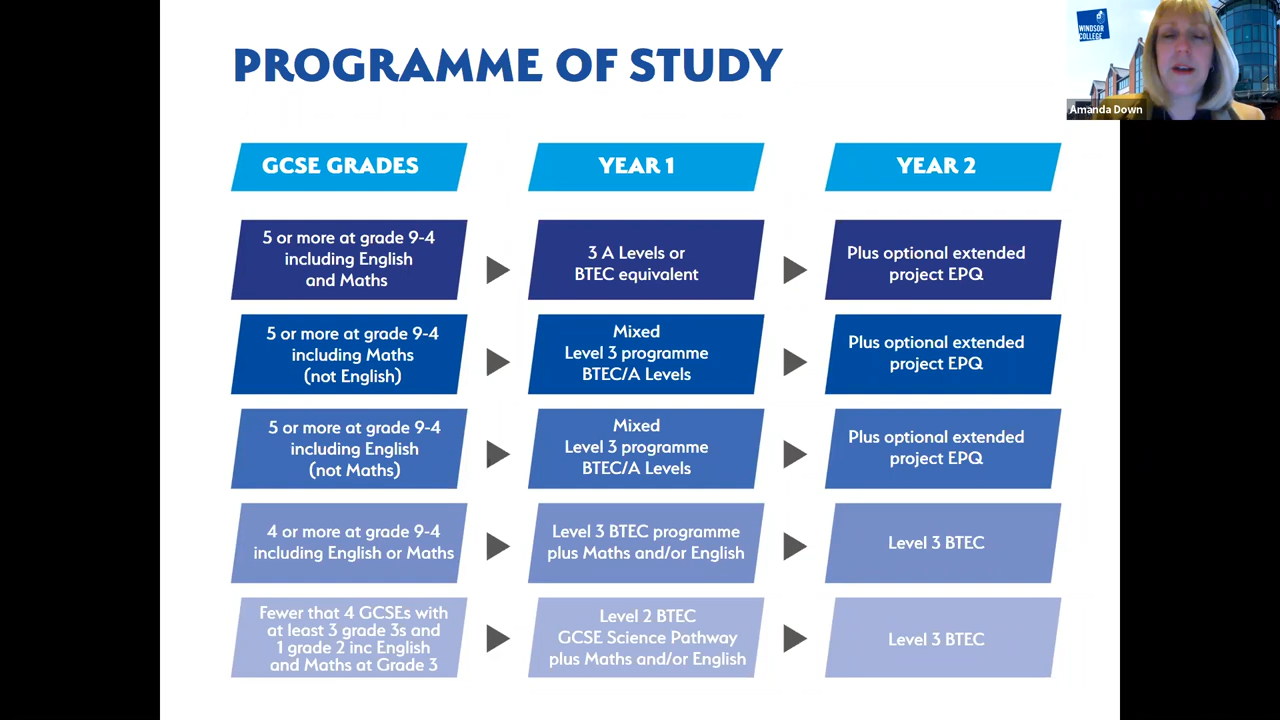 PROGRAMME OF STUDY
WINDSOR
COLLEGE
Amanda Down
GCSE GRADES
YEAR 1
YEAR 2
5 or more at grade 9-4
including English
and Maths
3 A Levels or
BTEC equivalent
Plus optional extended
project EPQ
5 or more at grade 9-4
including Maths
(not English)
Mixed
Level 3 programme
BTEC/A Levels
Plus optional extended
project EPQ
5 or more at grade 9-4
including English
(not Maths)
Mixed
Level 3 programme
BTEC/A Levels
Plus optional extended
project EPQ
4 or more at grade 9-4
including English or Maths
Level 3 BTEC programme
plus Maths and/or English
Level 3 BTEC
Fewer that 4 GCSEs with
at least 3 grade 3s and
1 grade 2 inc English
and Maths at Grade 3
Level 2 BTEC
GCSE Science Pathway
plus Maths and/or English
Level 3 BTEC